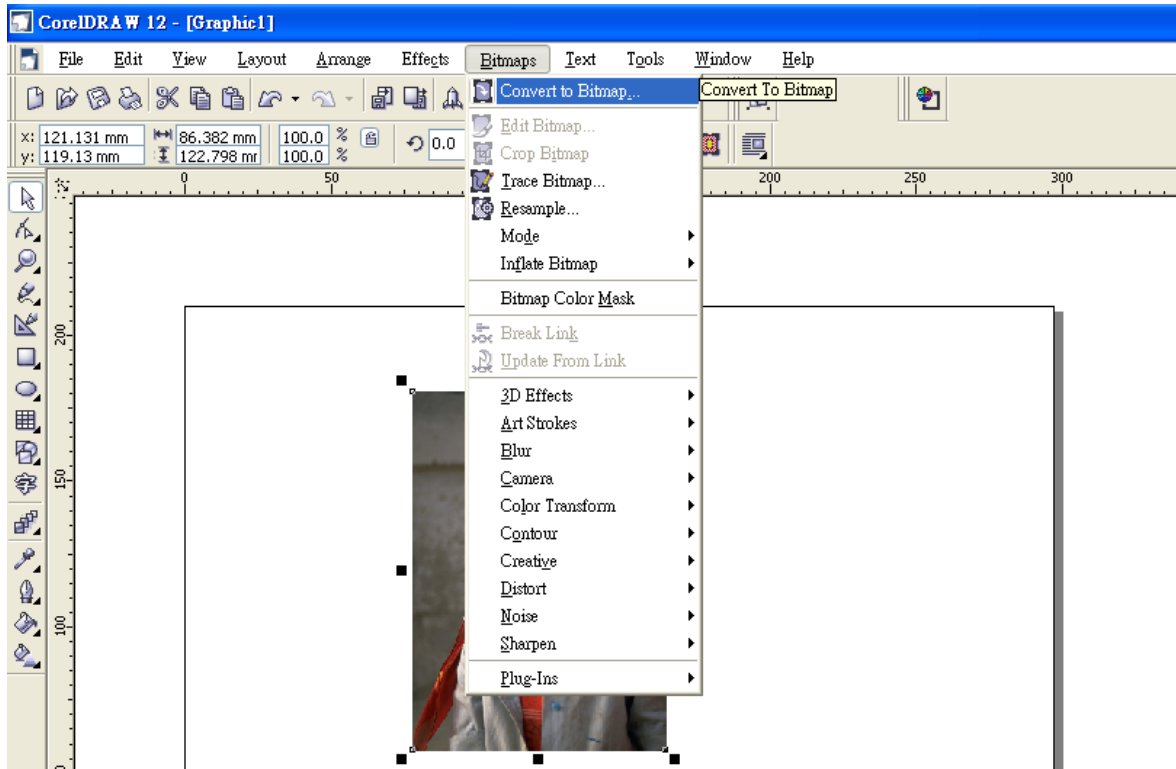 CorelDRAW 12 - [Graphic1]
File Edit View Layout Arrange Effects Bitmaps Text Tools Window Help
Convert to Bitmap...
Convert To Bitmap
x: 121.131 mm 86.382 mm 100.0 % 0.0
y: 119.13 mm 122.798 mr 100.0 %
0 50 200 250 300
Edit Bitmap...
Crop Bitmap
Trace Bitmap...
Resample...
Mode
Inflate Bitmap
Bitmap Color Mask
Break Link
Update From Link
3D Effects
Art Strokes
Blur
Camera
Color Transform
Contour
Creative
Distort
Noise
Sharpen
Plug-Ins
200
150
100
字